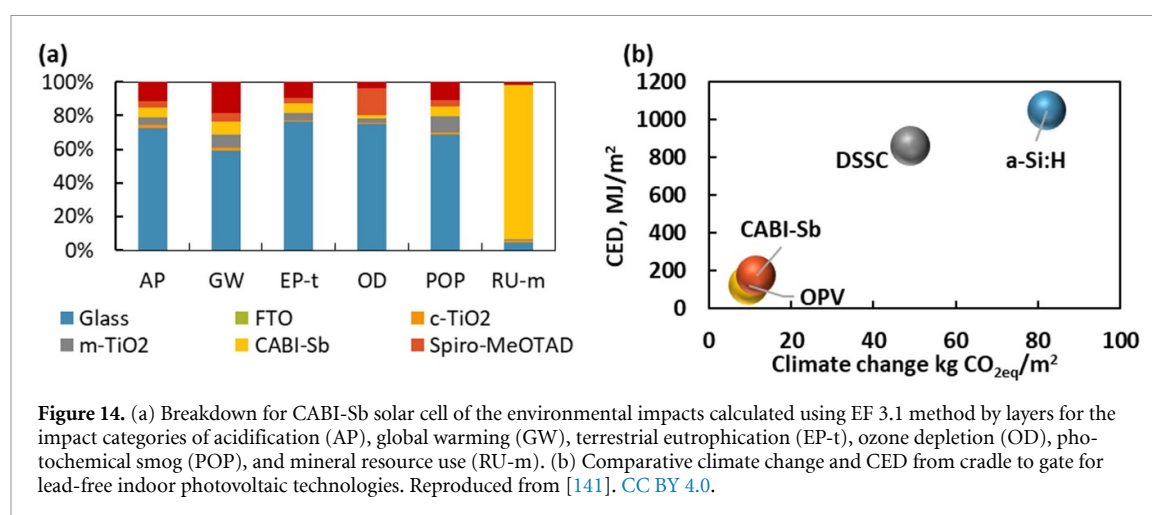 (a)
100%
80%
60%
40%
20%
0%
AP GW EP-t OD POP RU-m
Glass FTO c-TiO2
m-TiO2 CABI-Sb Spiro-MeOTAD
(b)
CED, MJ/m²
1200
1000
800
600
400
200
0
DSSC
a-Si:H
CABI-Sb
OPV
0 20 40 60 80 100
Climate change kg CO₂eq/m²
Figure 14. (a) Breakdown for CABI-Sb solar cell of the environmental impacts calculated using EF 3.1 method by layers for the
impact categories of acidification (AP), global warming (GW), terrestrial eutrophication (EP-t), ozone depletion (OD), pho-
tochemical smog (POP), and mineral resource use (RU-m). (b) Comparative climate change and CED from cradle to gate for
lead-free indoor photovoltaic technologies. Reproduced from [141]. CC BY 4.0.